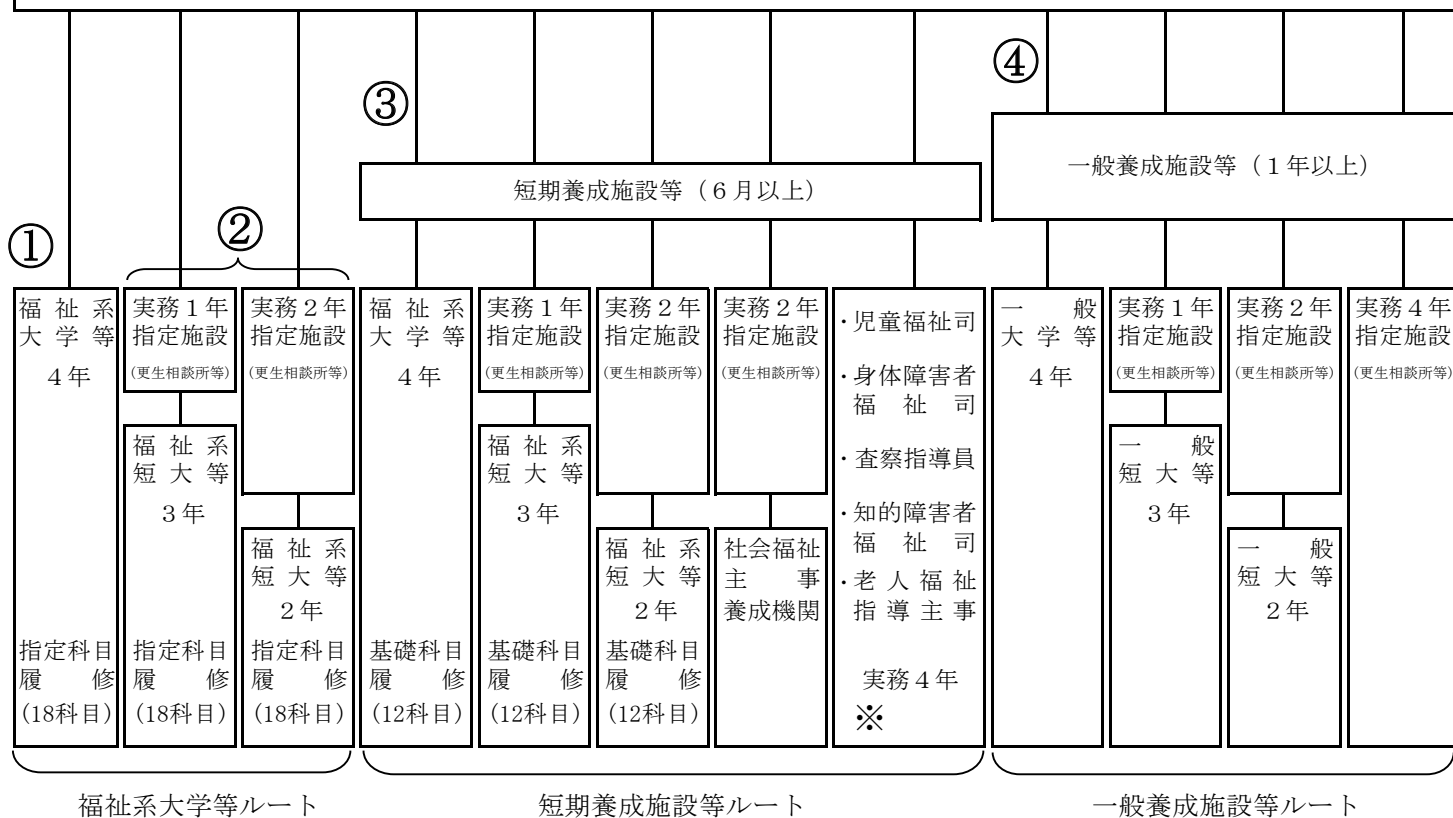 ①
②
③
④
短期養成施設等（６月以上）
一般養成施設等（１年以上）
福祉系
大学等
４年
指定科目
履修
(18科目)
実務１年
指定施設
(更生相談所等)
福祉系
短大等
３年
指定科目
履修
(18科目)
実務２年
指定施設
(更生相談所等)
福祉系
短大等
２年
指定科目
履修
(18科目)
福祉系
大学等
４年
基礎科目
履修
(12科目)
実務１年
指定施設
(更生相談所等)
福祉系
短大等
３年
基礎科目
履修
(12科目)
実務２年
指定施設
(更生相談所等)
福祉系
短大等
２年
基礎科目
履修
(12科目)
実務２年
指定施設
(更生相談所等)
社会福祉
主事
養成機関
・児童福祉司
・身体障害者
福祉司
・査察指導員
・知的障害者
福祉司
・老人福祉
指導主事
実務４年
※
一般
大学等
４年
実務１年
指定施設
(更生相談所等)
一般
短大等
３年
実務２年
指定施設
(更生相談所等)
一般
短大等
２年
実務４年
指定施設
(更生相談所等)
福祉系大学等ルート
短期養成施設等ルート
一般養成施設等ルート